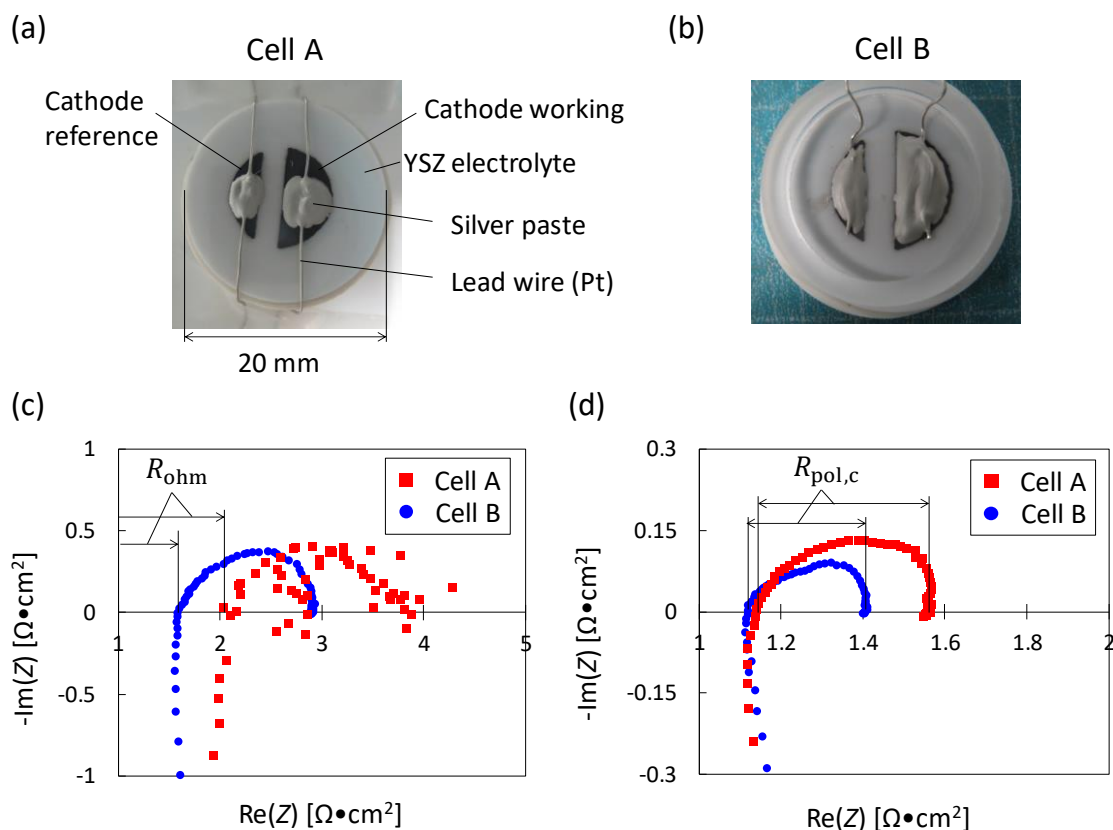 (a)
Cell A
Cathode
reference
Cathode working
YSZ electrolyte
Silver paste
Lead wire (Pt)
20 mm
(b)
Cell B
(c)
1
0.5
0
-0.5
-1
-Im(Z) [Ω•cm²]
R_ohm
Cell A
Cell B
1
2
3
4
5
Re(Z) [Ω•cm²]
(d)
0.3
0.15
0
-0.15
-0.3
-Im(Z) [Ω•cm²]
R_pol,c
Cell A
Cell B
1
1.2
1.4
1.6
1.8
2
Re(Z) [Ω•cm²]